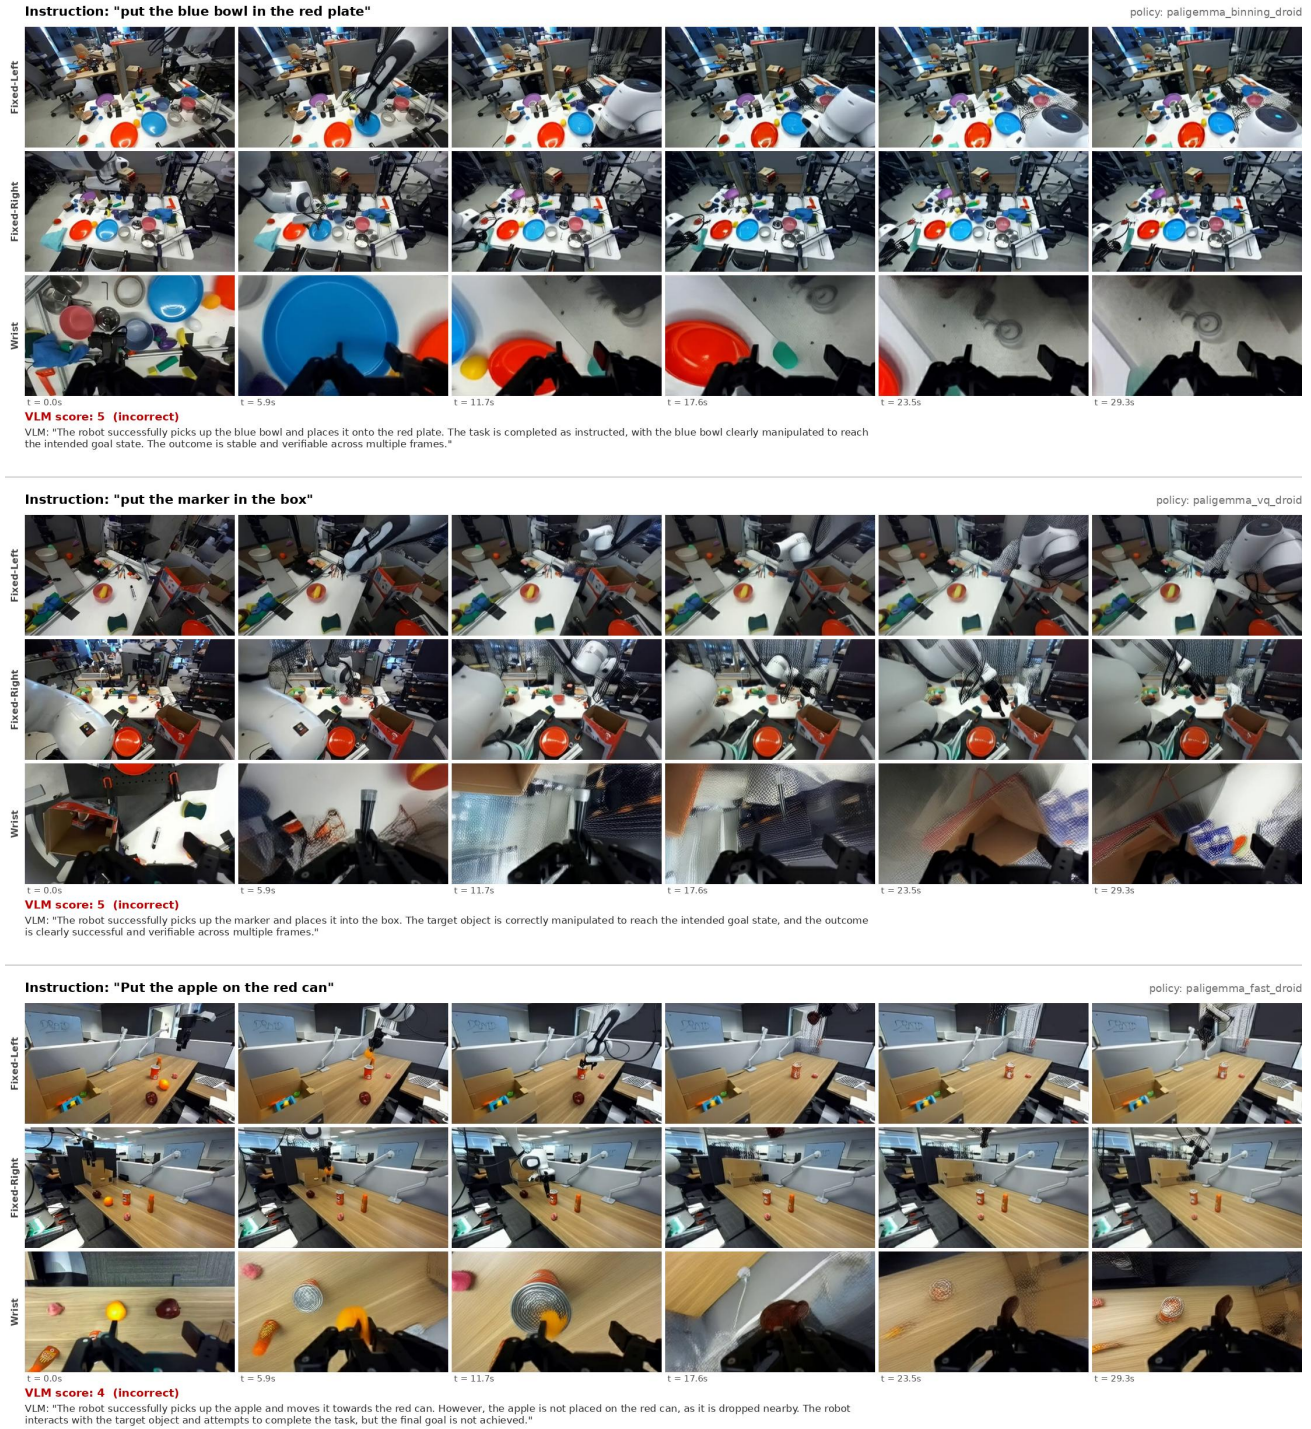 Instruction: "put the blue bowl in the red plate"
policy: paligemma_binning_droid
Fixed-Left
Fixed-Right
Wrist
t = 0.0s
t = 5.9s
t = 11.7s
t = 17.6s
t = 23.5s
t = 29.3s
VLM score: 5 (incorrect)
VLM: "The robot successfully picks up the blue bowl and places it onto the red plate. The task is completed as instructed, with the blue bowl clearly manipulated to reach
the intended goal state. The outcome is stable and verifiable across multiple frames."
Instruction: "put the marker in the box"
policy: paligemma_vq_droid
Fixed-Left
Fixed-Right
Wrist
t = 0.0s
t = 5.9s
t = 11.7s
t = 17.6s
t = 23.5s
t = 29.3s
VLM score: 5 (incorrect)
VLM: "The robot successfully picks up the marker and places it into the box. The target object is correctly manipulated to reach the intended goal state, and the outcome
is clearly successful and verifiable across multiple frames."
Instruction: "Put the apple on the red can"
policy: paligemma_fast_droid
Fixed-Left
Fixed-Right
Wrist
t = 0.0s
t = 5.9s
t = 11.7s
t = 17.6s
t = 23.5s
t = 29.3s
VLM score: 4 (incorrect)
VLM: "The robot successfully picks up the apple and moves it towards the red can. However, the apple is not placed on the red can, as it is dropped nearby. The robot
interacts with the target object and attempts to complete the task, but the final goal is not achieved."